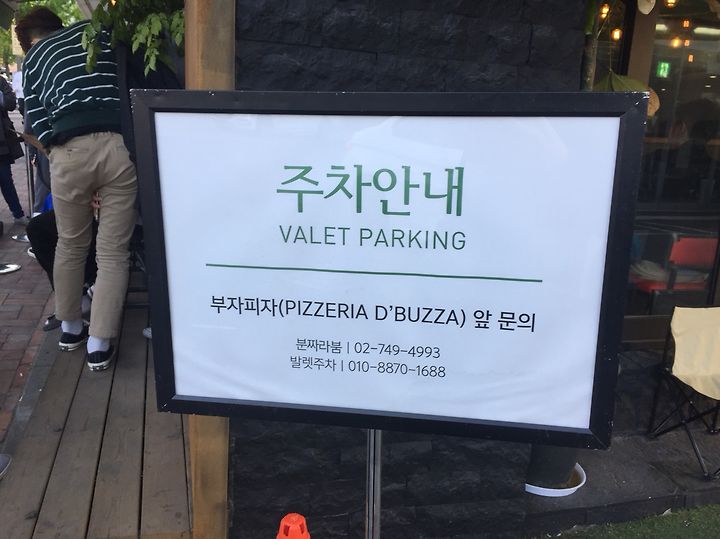 주차안내
VALET PARKING
부자피자(PIZZERIA D'BUZZA) 앞 문의
분짜라붐 | 02-749-4993
발렛주차 | 010-8870-1688